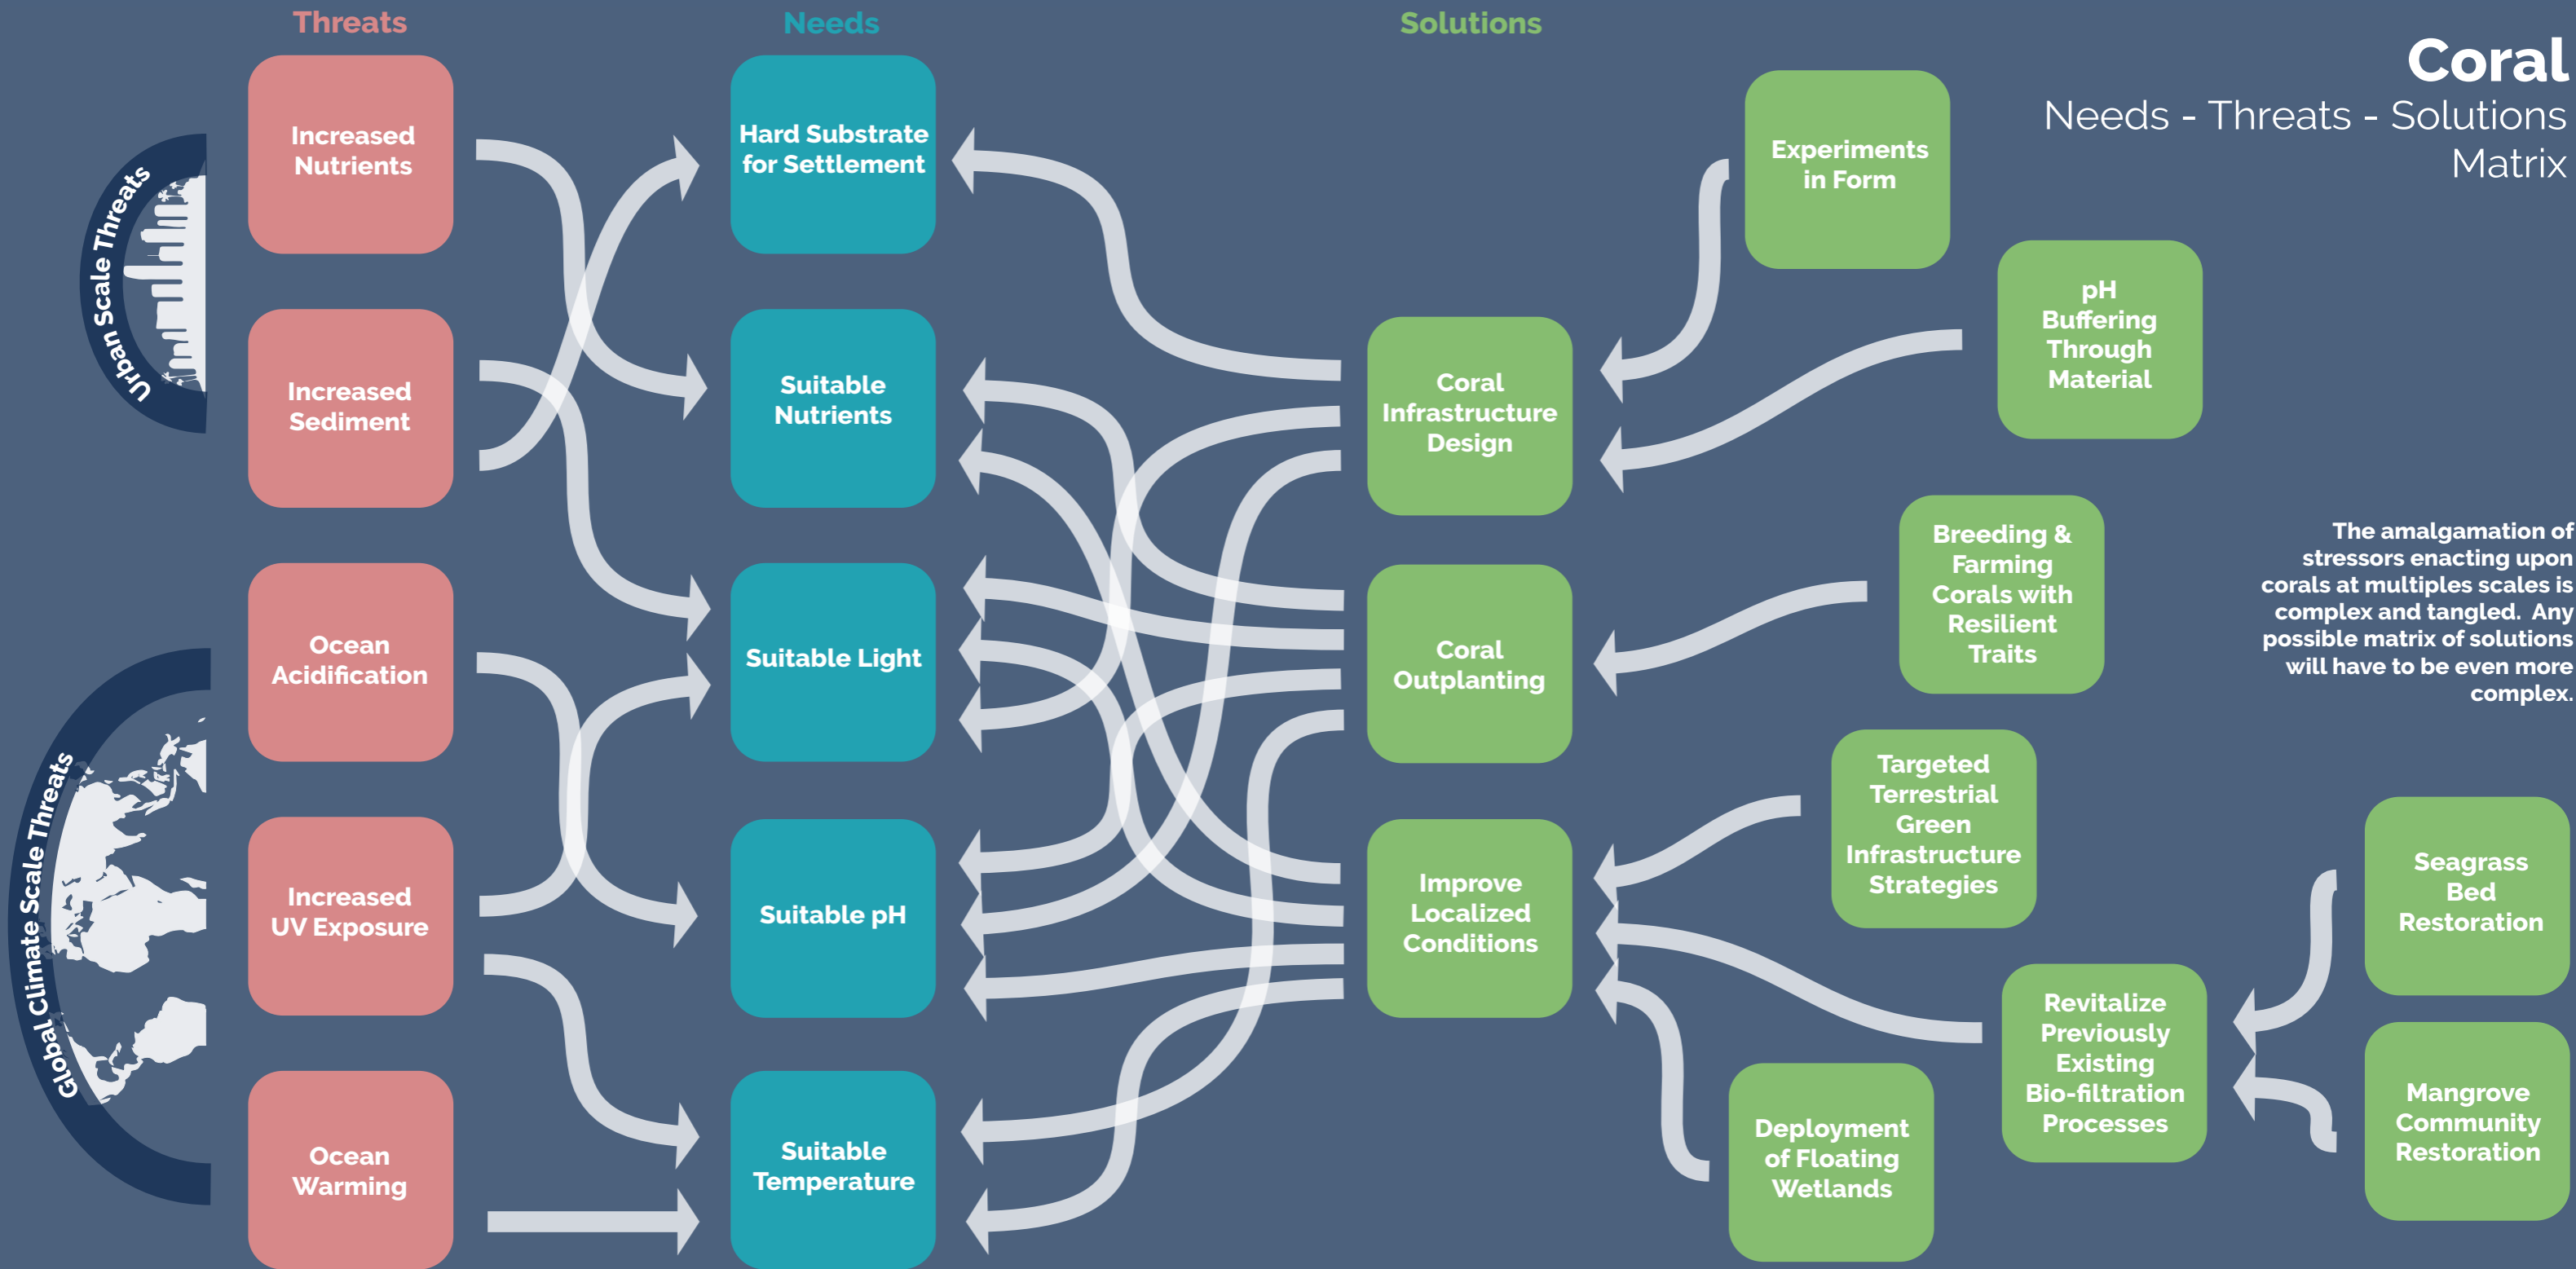 Threats
Needs
Solutions
Coral
Needs - Threats - Solutions
Matrix
Urban Scale Threats
Global Climate Scale Threats
Increased
Nutrients
Increased
Sediment
Ocean
Acidification
Increased
UV Exposure
Ocean
Warming
Hard Substrate
for Settlement
Suitable
Nutrients
Suitable Light
Suitable pH
Suitable
Temperature
Coral
Infrastructure
Design
Coral
Outplanting
Improve
Localized
Conditions
Experiments
in Form
pH
Buffering
Through
Material
Breeding &
Farming
Corals with
Resilient
Traits
Targeted
Terrestrial
Green
Infrastructure
Strategies
Revitalize
Previously
Existing
Bio-filtration
Processes
Deployment
of Floating
Wetlands
Seagrass
Bed
Restoration
Mangrove
Community
Restoration
The amalgamation of
stressors enacting upon
corals at multiples scales is
complex and tangled. Any
possible matrix of solutions
will have to be even more
complex.